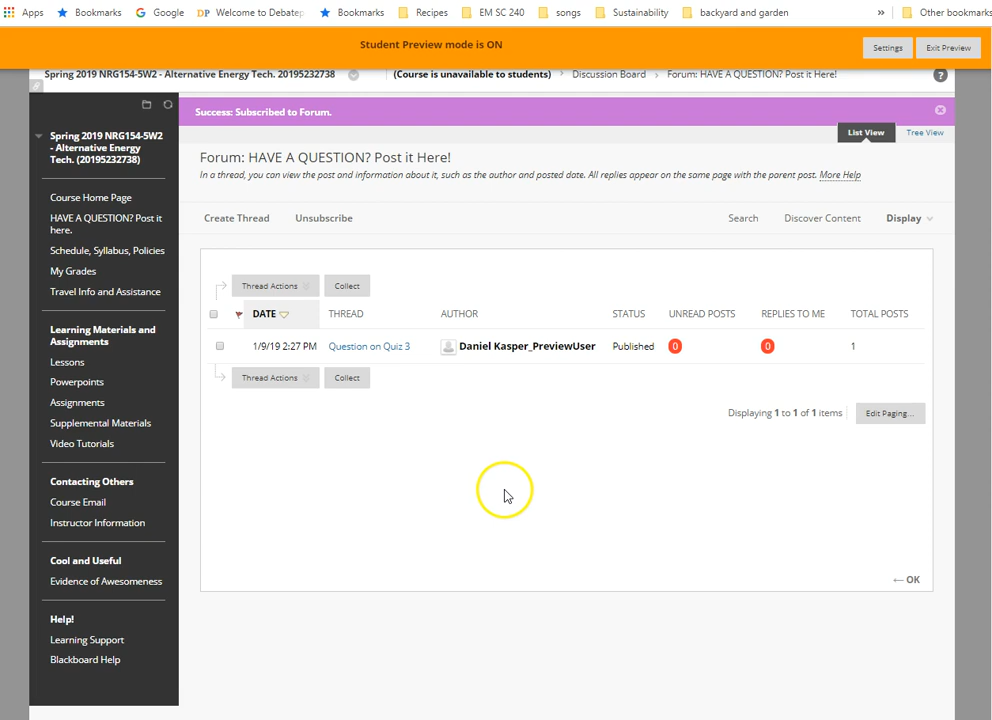 Apps Bookmarks Google DP Welcome to Debatep Bookmarks Recipes EM SC 240 songs Sustainability backyard and garden » Other bookmarks
Student Preview mode is ON Settings Exit Preview
Spring 2019 NRG154-5W2 - Alternative Energy Tech. 20195232738 (Course is unavailable to students) Discussion Board Forum: HAVE A QUESTION? Post it Here! ?
Success: Subscribed to Forum.
List View Tree View
Spring 2019 NRG154-5W2
- Alternative Energy
Tech. (20195232738)
Course Home Page
HAVE A QUESTION? Post it
here.
Schedule, Syllabus, Policies
My Grades
Travel Info and Assistance
Learning Materials and
Assignments
Lessons
Powerpoints
Assignments
Supplemental Materials
Video Tutorials
Contacting Others
Course Email
Instructor Information
Cool and Useful
Evidence of Awesomeness
Help!
Learning Support
Blackboard Help
Forum: HAVE A QUESTION? Post it Here!
In a thread, you can view the post and information about it, such as the author and posted date. All replies appear on the same page with the parent post. More Help
Create Thread Unsubscribe Search Discover Content Display
Thread Actions Collect
DATE THREAD AUTHOR STATUS UNREAD POSTS REPLIES TO ME TOTAL POSTS
1/9/19 2:27 PM Question on Quiz 3 Daniel Kasper_PreviewUser Published 0 0 1
Thread Actions Collect
Displaying 1 to 1 of 1 items Edit Paging...
← OK